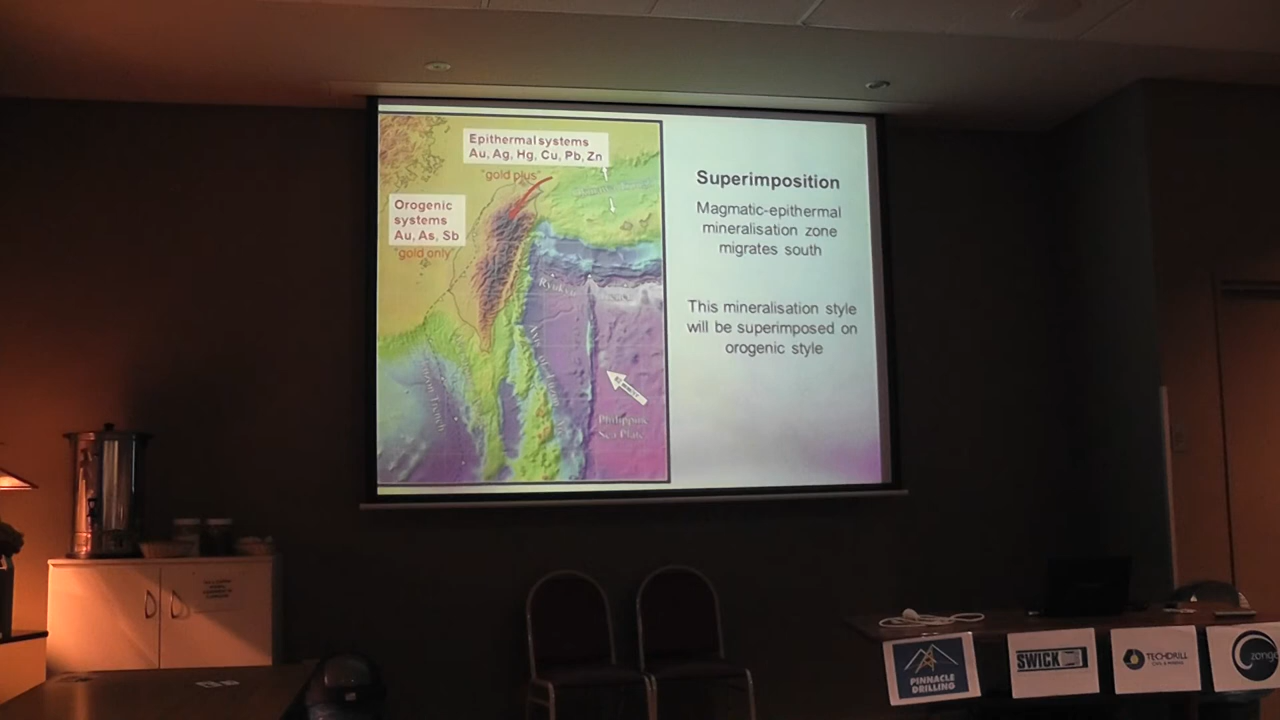 Epithermal systems
Au, Ag, Hg, Cu, Pb, Zn
"gold plus"
Orogenic
systems
Au, As, Sb
"gold only"
Superimposition
Magmatic-epithermal
mineralisation zone
migrates south
This mineralisation style
will be superimposed on
orogenic style
Philippine
Sea Plate
PINNACLE
DRILLING
SWICK
TECHDRILL